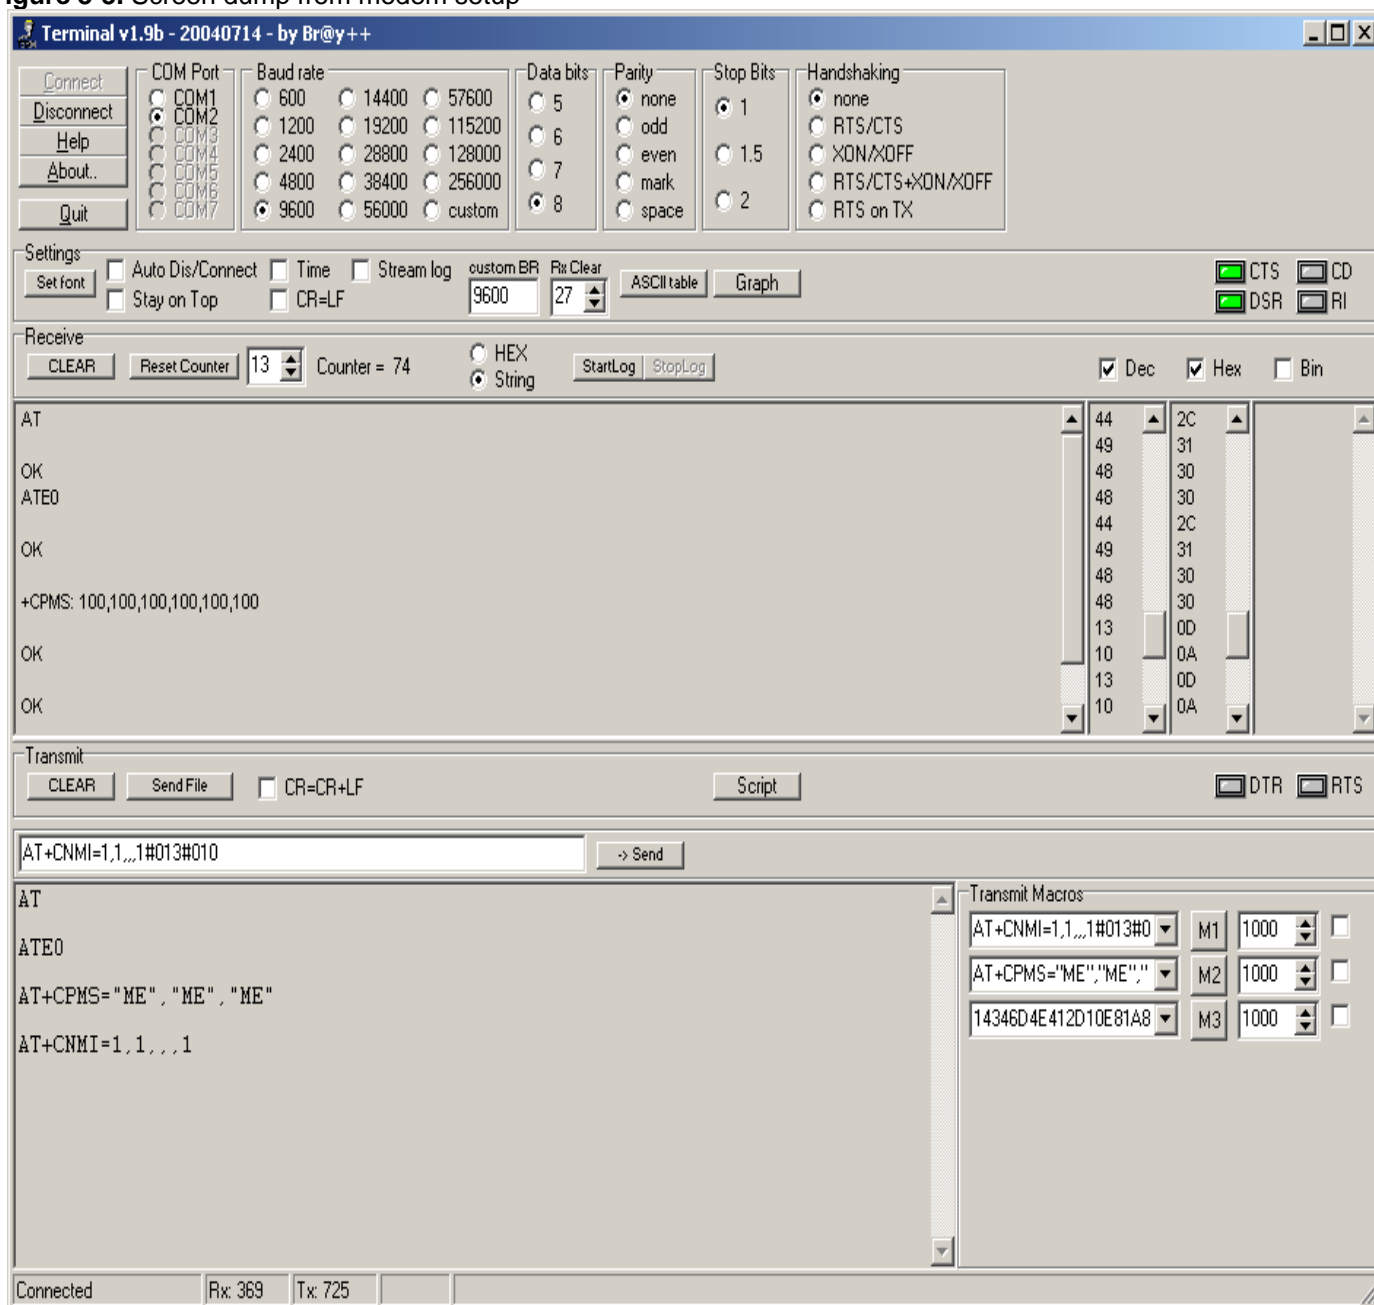 Figure 3-3. Screen dump from modem setup
Terminal v1.9b - 20040714 - by Br@y++
Connect
Disconnect
Help
About..
Quit
COM Port
COM1
COM2
COM3
COM4
COM5
COM6
COM7
Baud rate
600
1200
2400
4800
9600
14400
19200
28800
38400
56000
57600
115200
128000
256000
custom
Data bits
5
6
7
8
Parity
none
odd
even
mark
space
Stop Bits
1
1.5
2
Handshaking
none
RTS/CTS
XON/XOFF
RTS/CTS+XON/XOFF
RTS on TX
Settings
Set font
Auto Dis/Connect
Stay on Top
Time
CR=LF
Stream log
custom BR
9600
Rx Clear
27
ASCII table
Graph
CTS
CD
DSR
RI
Receive
CLEAR
Reset Counter
13
Counter = 74
HEX
String
StartLog
StopLog
Dec
Hex
Bin
AT
OK
ATE0
OK
+CPMS: 100,100,100,100,100,100
OK
OK
44
49
48
48
44
49
48
48
13
10
13
10
2C
31
30
30
2C
31
30
30
0D
0A
0D
0A
Transmit
CLEAR
Send File
CR=CR+LF
Script
DTR
RTS
AT+CNMI=1,1,,,1#013#010
-> Send
AT
ATE0
AT+CPMS="ME","ME","ME"
AT+CNMI=1,1,,,1
Transmit Macros
AT+CNMI=1,1,,,1#013#0
M1
1000
AT+CPMS="ME","ME","
M2
1000
14346D4E412D10E81A8
M3
1000
Connected
Rx: 369
Tx: 725